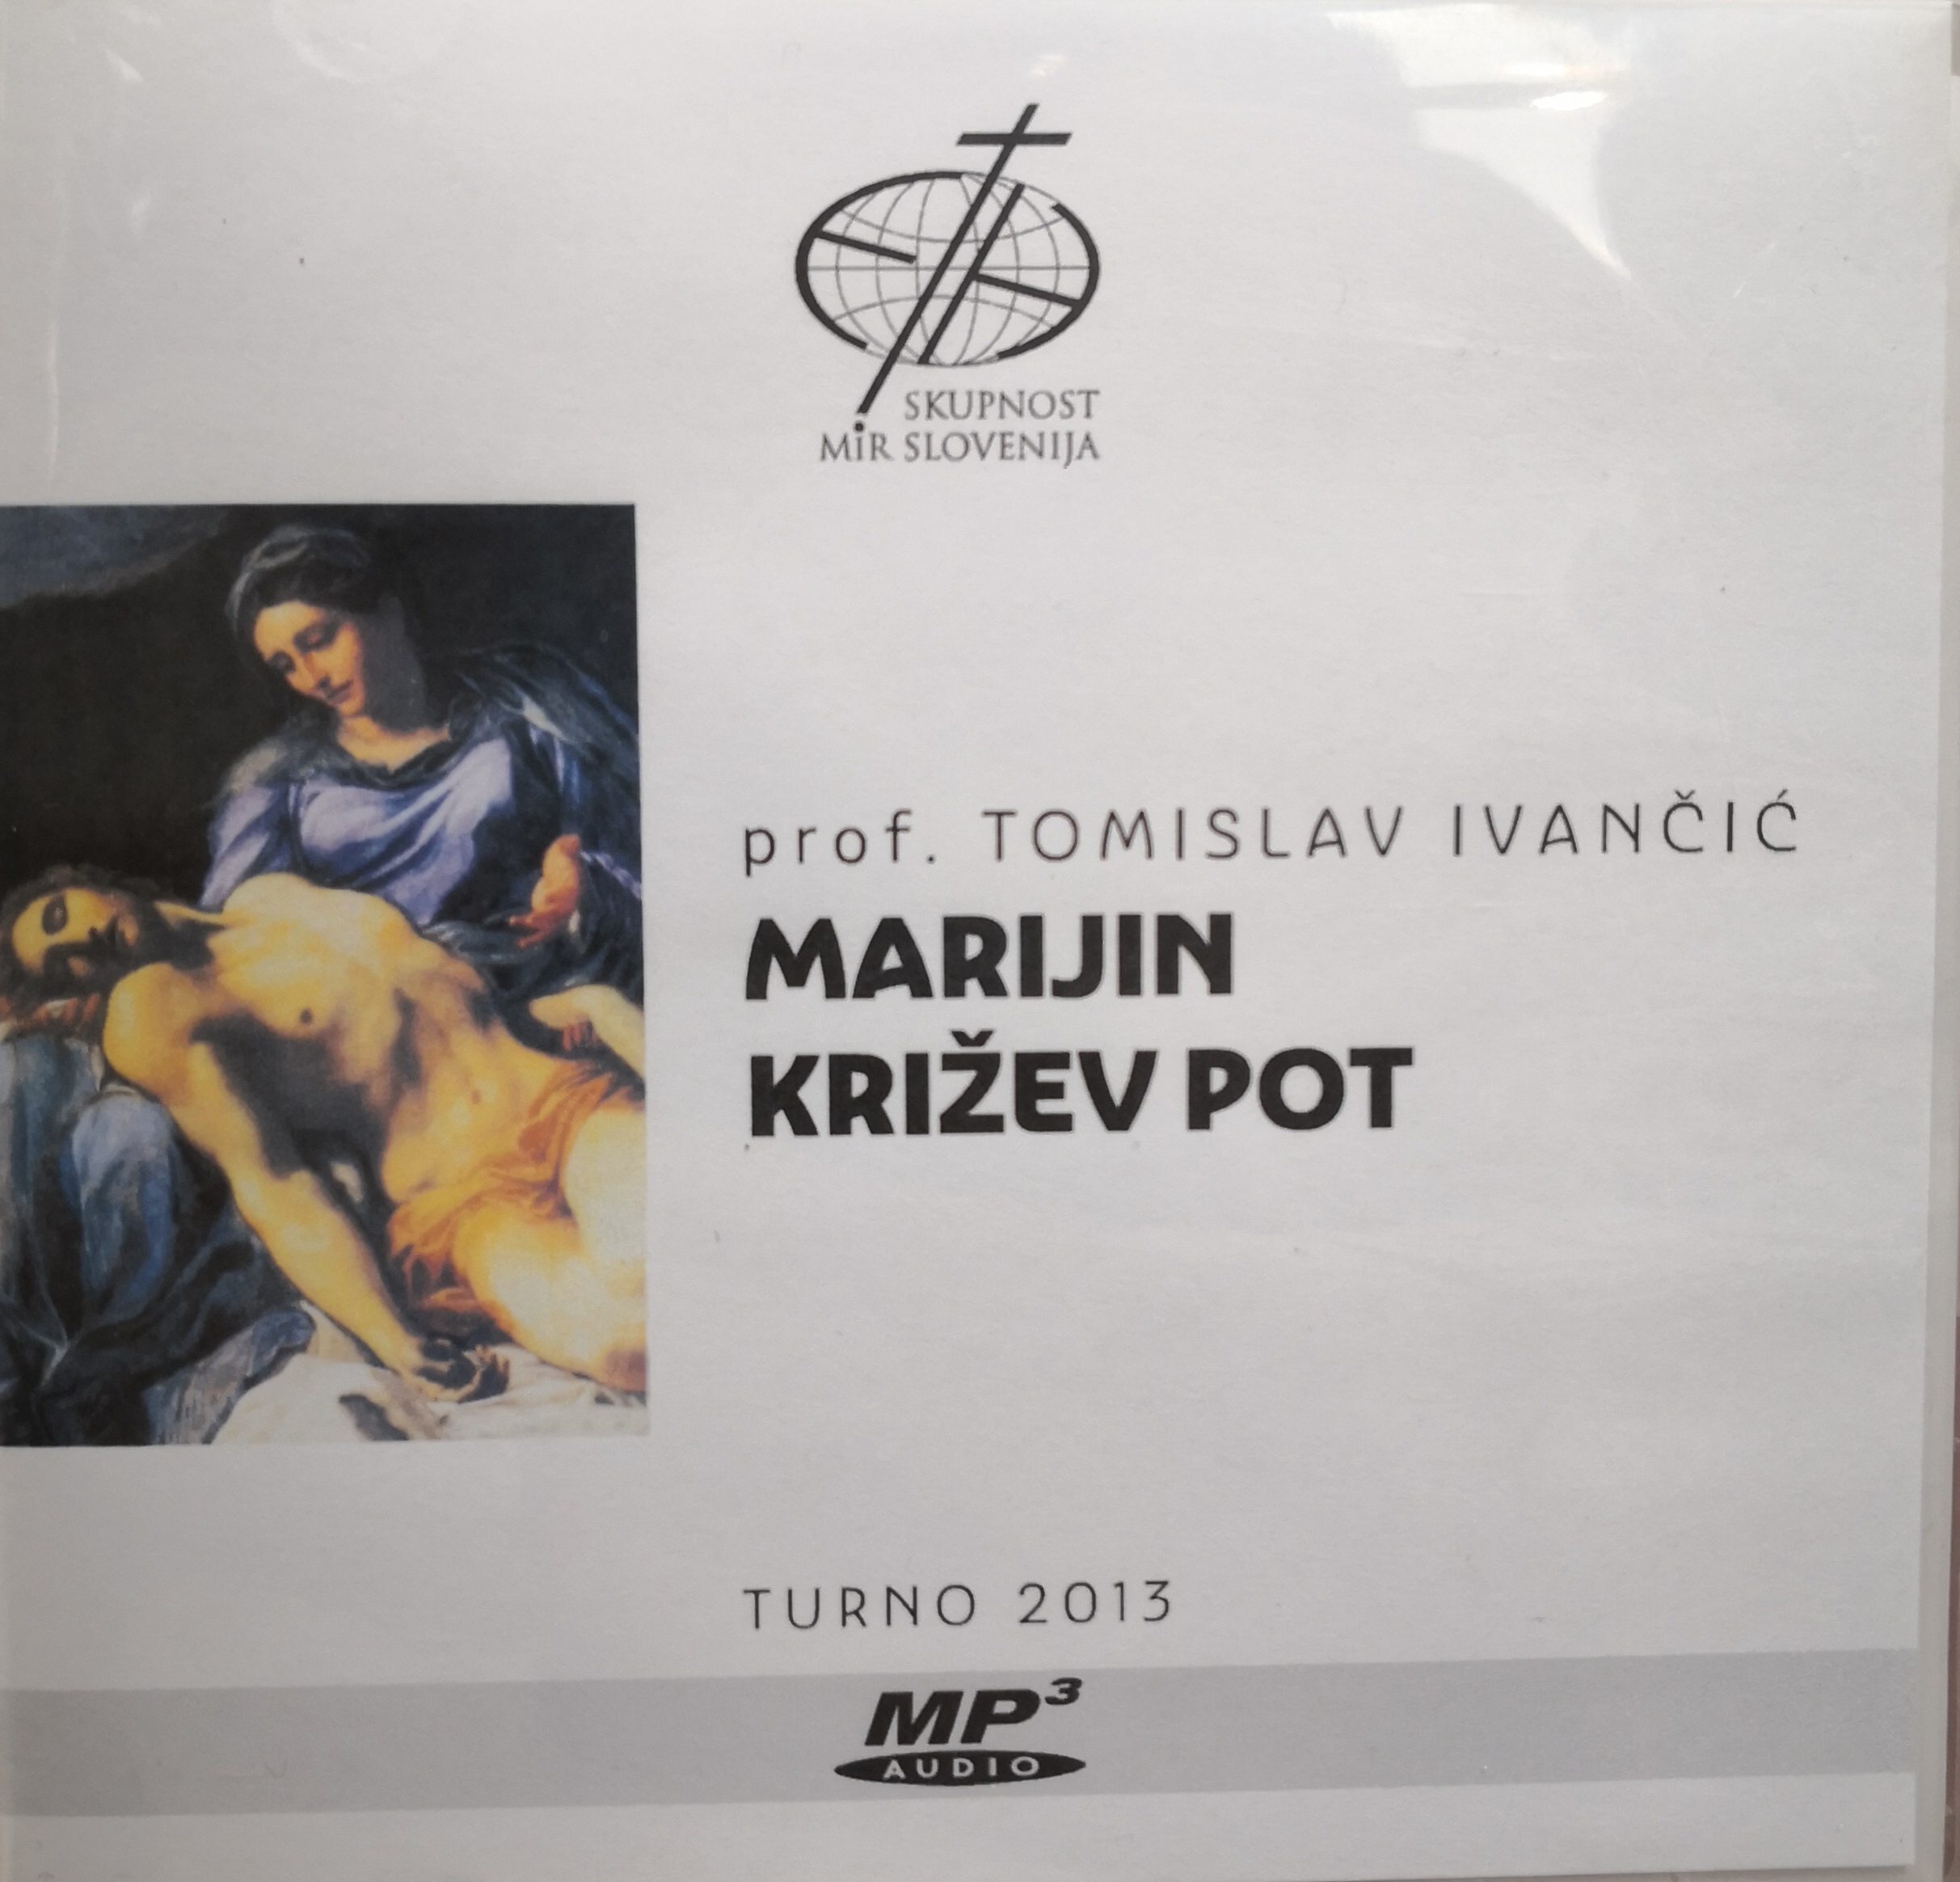 SKUPNOST
MiR SLOVENIJA
prof. TOMISLAV IVANČIĆ
MARIJIN
KRIŽEV POT
TURNO 2013
MP3
AUDIO